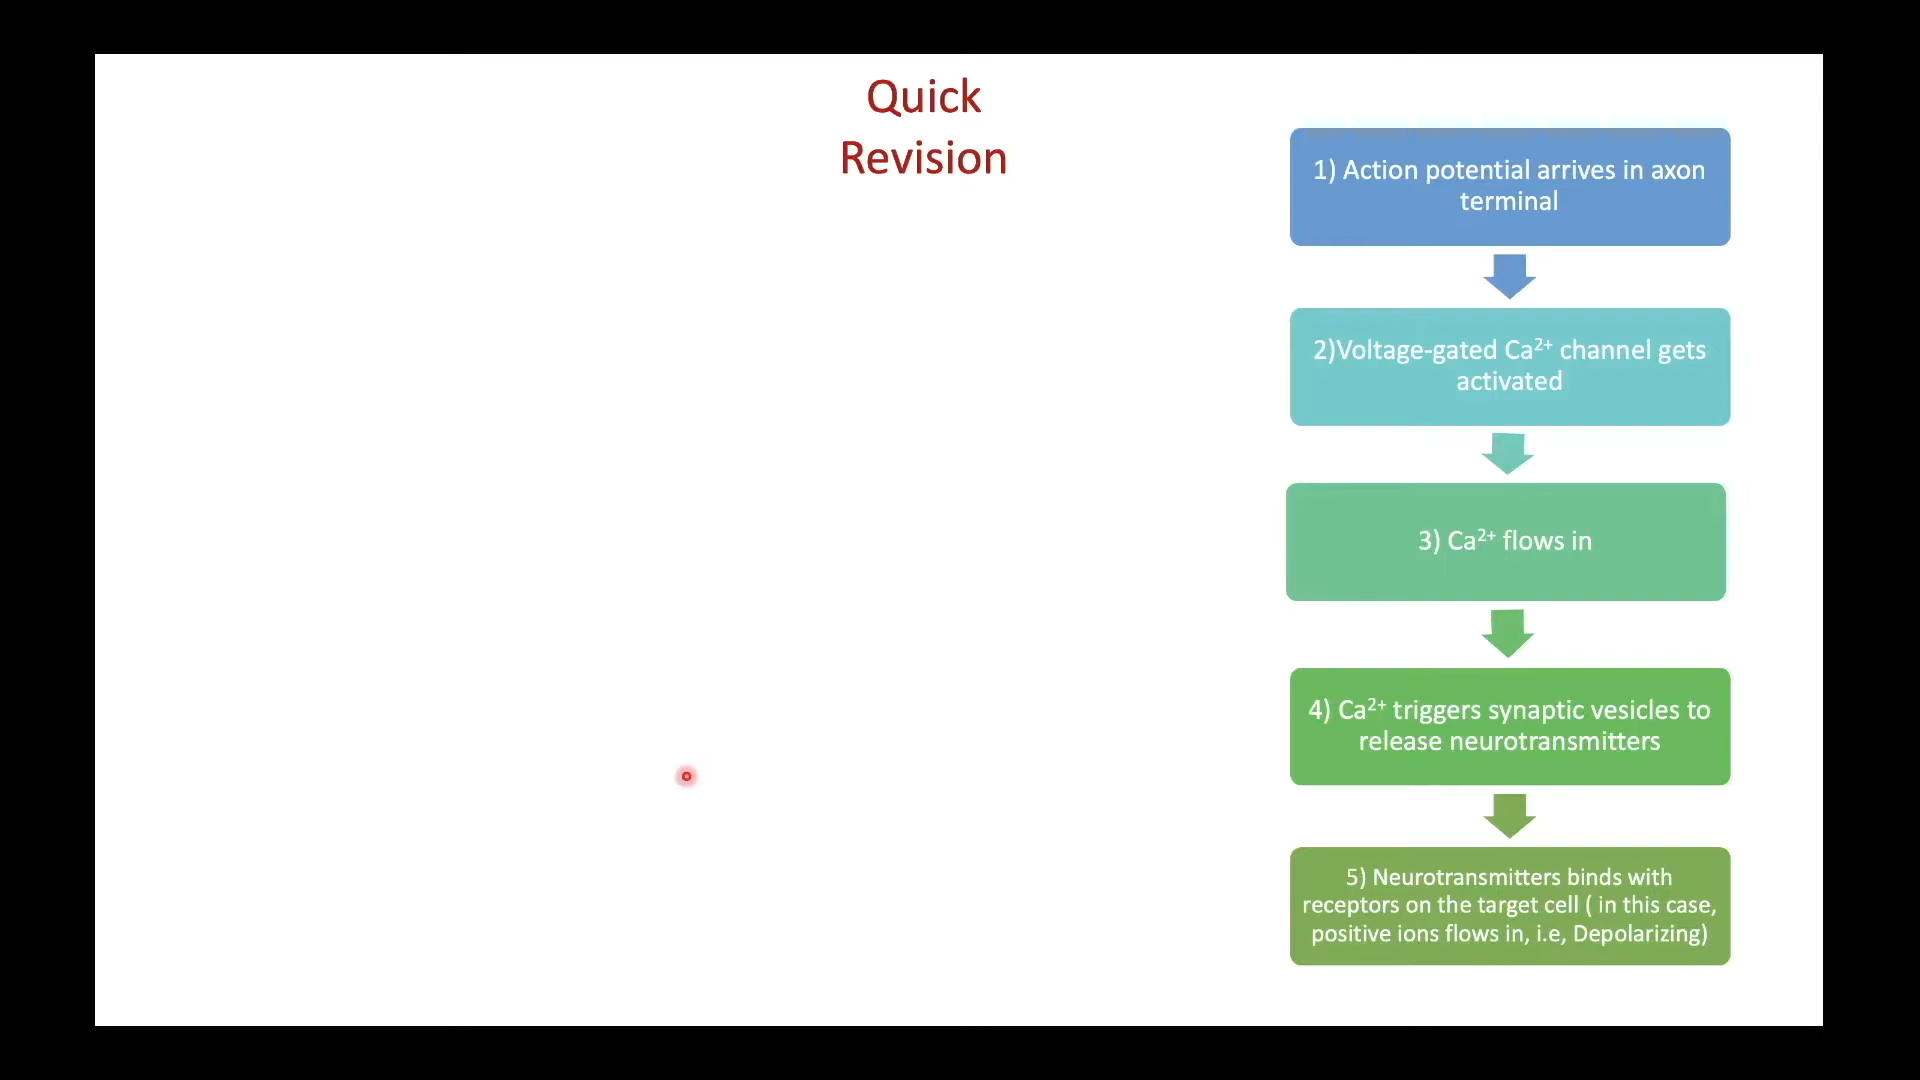 Quick
Revision
1) Action potential arrives in axon
terminal
2)Voltage-gated Ca²⁺ channel gets
activated
3) Ca²⁺ flows in
4) Ca²⁺ triggers synaptic vesicles to
release neurotransmitters
5) Neurotransmitters binds with
receptors on the target cell ( in this case,
positive ions flows in, i.e, Depolarizing)